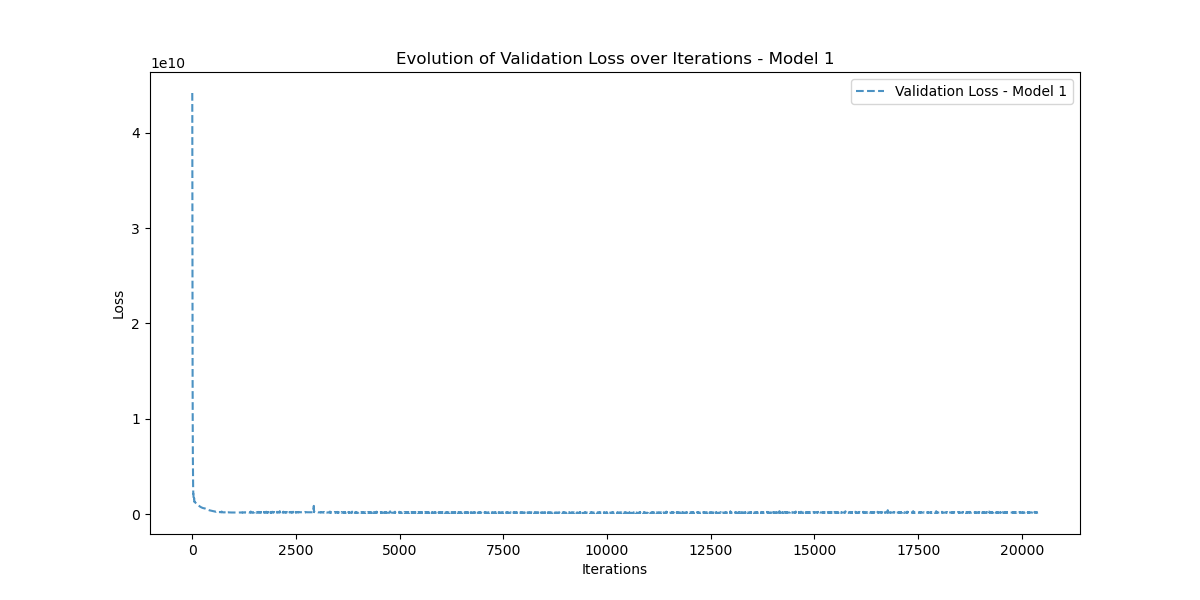 Evolution of Validation Loss over Iterations - Model 1
1e10
Validation Loss - Model 1
4
3
2
1
0
Loss
0 2500 5000 7500 10000 12500 15000 17500 20000
Iterations